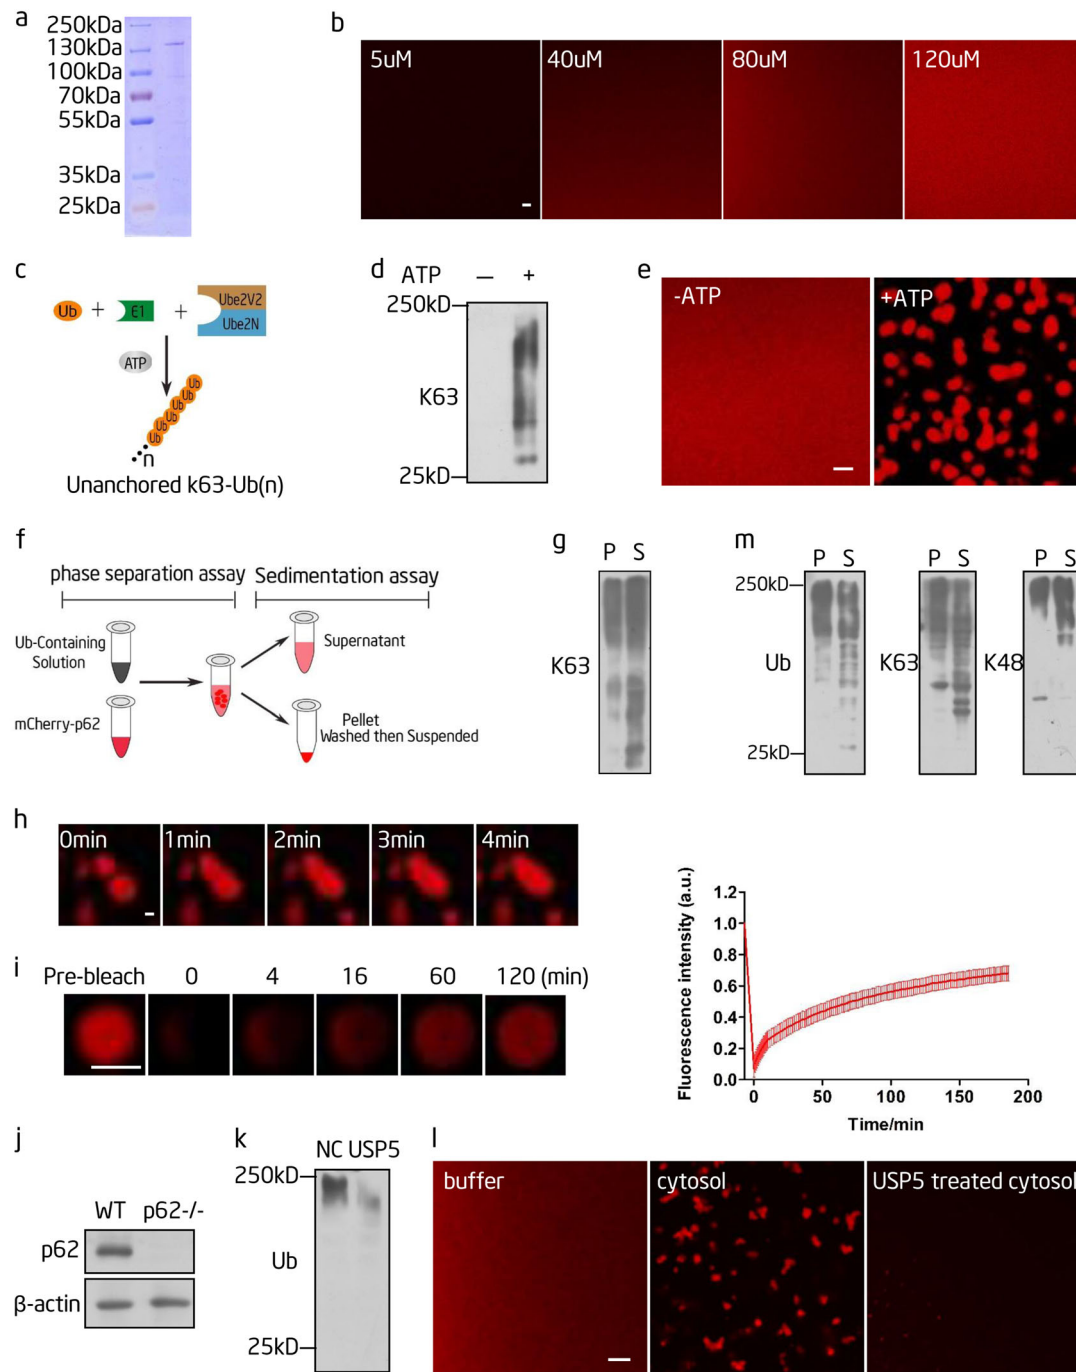 a
250kDa
130kDa
100kDa
70kDa
55kDa
35kDa
25kDa
b
5uM
40uM
80uM
120uM
c
Ub + E1 + Ube2V2
Ube2N
ATP
Ub
Ub
Ub
Ub
Ub
Ub
n
Unanchored k63-Ub(n)
d
ATP — +
250kD
K63
25kD
e
-ATP
+ATP
f
phase separation assay
Sedimentation assay
Ub-Containing
Solution
mCherry-p62
Supernatant
Pellet
Washed then Suspended
g
P S
K63
m
P S
P S
P S
250kD
Ub
K63
K48
25kD
h
0min
1min
2min
3min
4min
i
Pre-bleach 0 4 16 60 120 (min)
Fluorescence intensity (a.u.)
1.2
1.0
0.8
0.6
0.4
0.2
0.0
0 50 100 150 200
Time/min
j
WT p62-/-
p62
β-actin
k
NC USP5
250kD
Ub
25kD
l
buffer
cytosol
USP5 treated cytosol